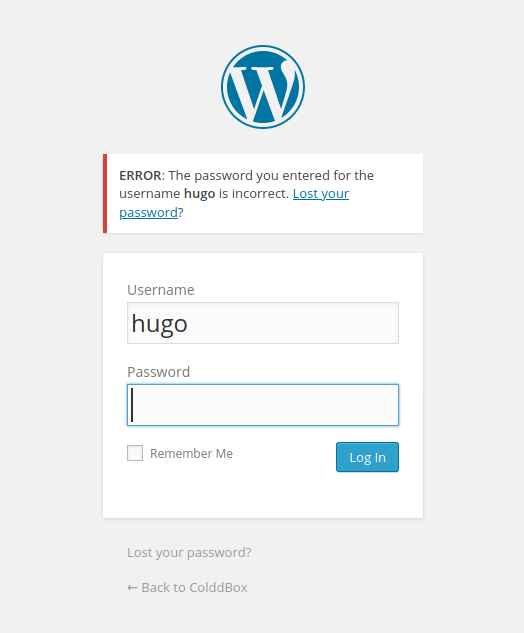 ERROR: The password you entered for the
username hugo is incorrect. Lost your
password?
Username
hugo
Password
Remember Me
Log In
Lost your password?
← Back to ColddBox